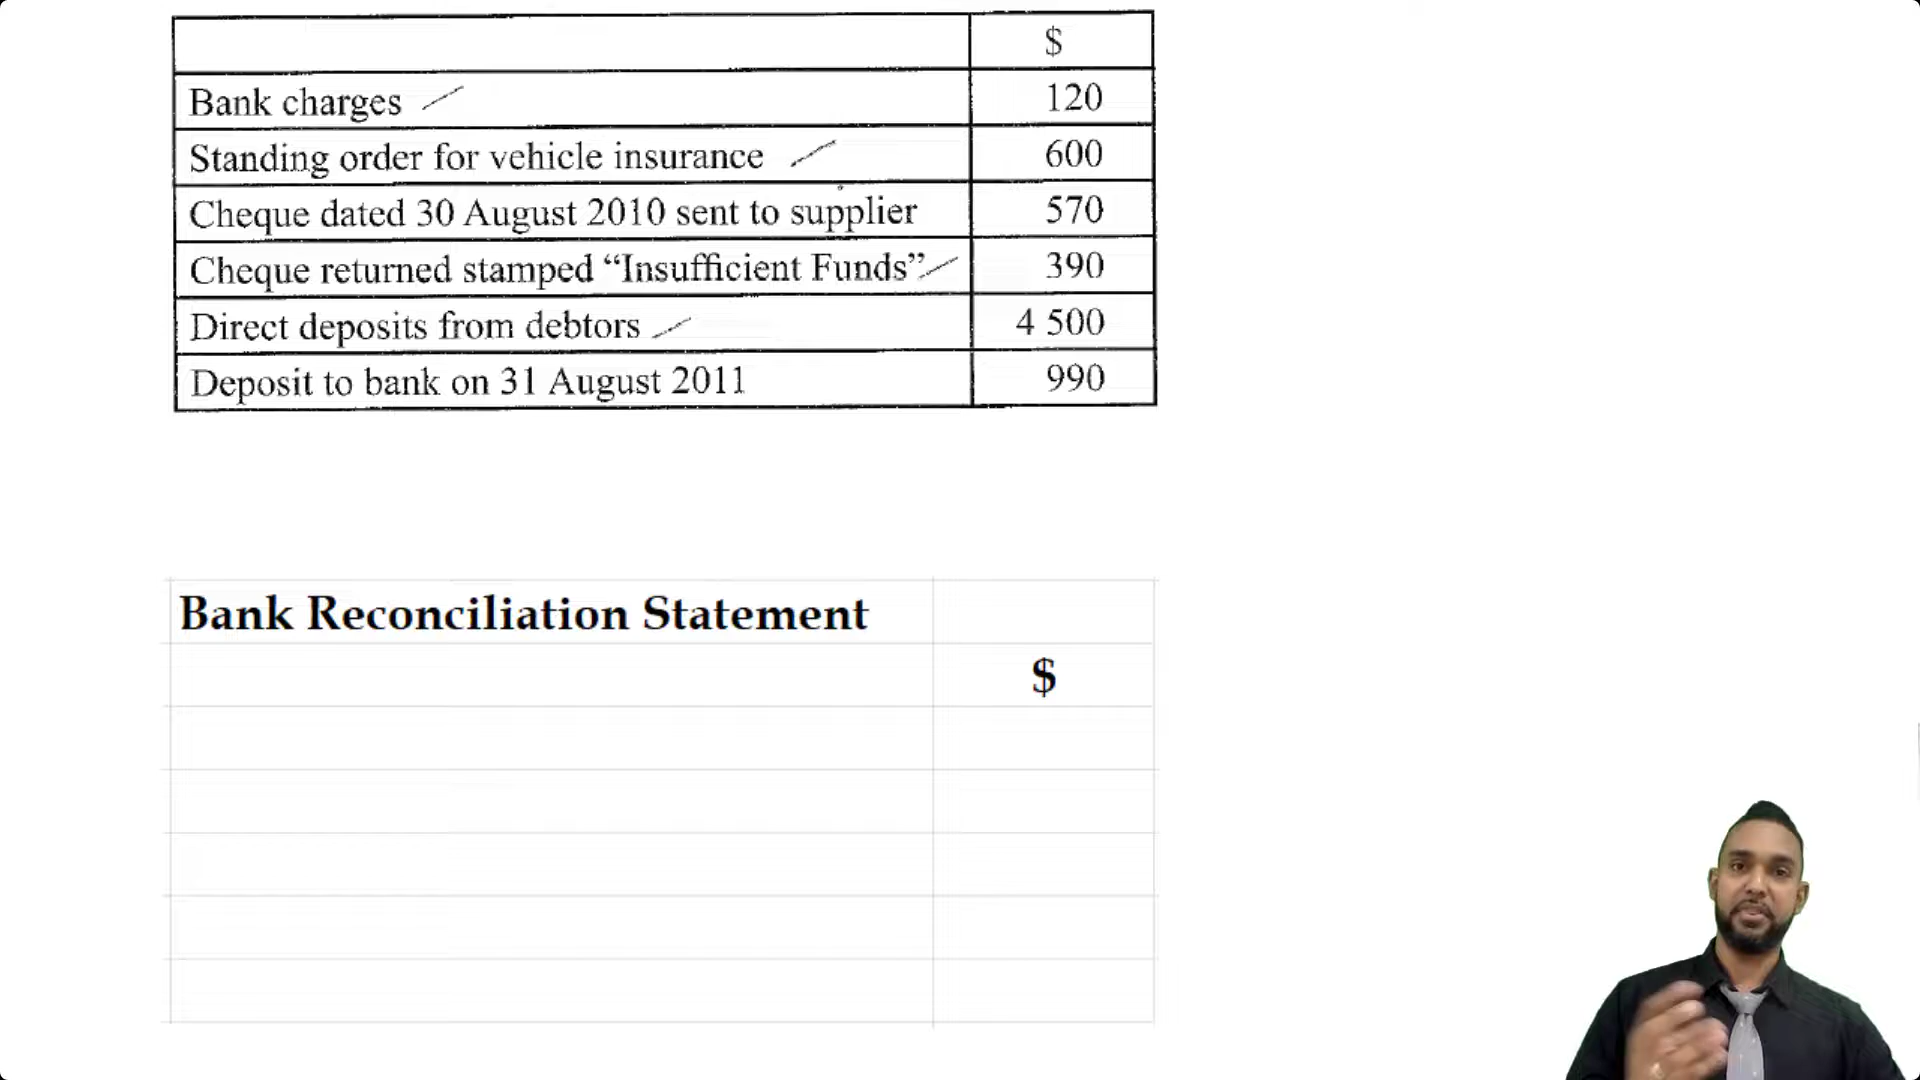 $
Bank charges 120
Standing order for vehicle insurance 600
Cheque dated 30 August 2010 sent to supplier 570
Cheque returned stamped “Insufficient Funds” 390
Direct deposits from debtors 4 500
Deposit to bank on 31 August 2011 990
Bank Reconciliation Statement
$